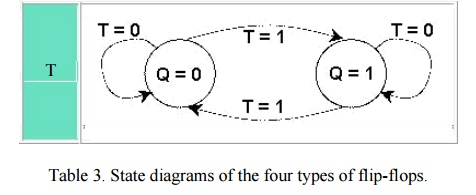 T = 0
T = 1
T = 0
T
Q = 0
Q = 1
T = 1
Table 3. State diagrams of the four types of flip-flops.